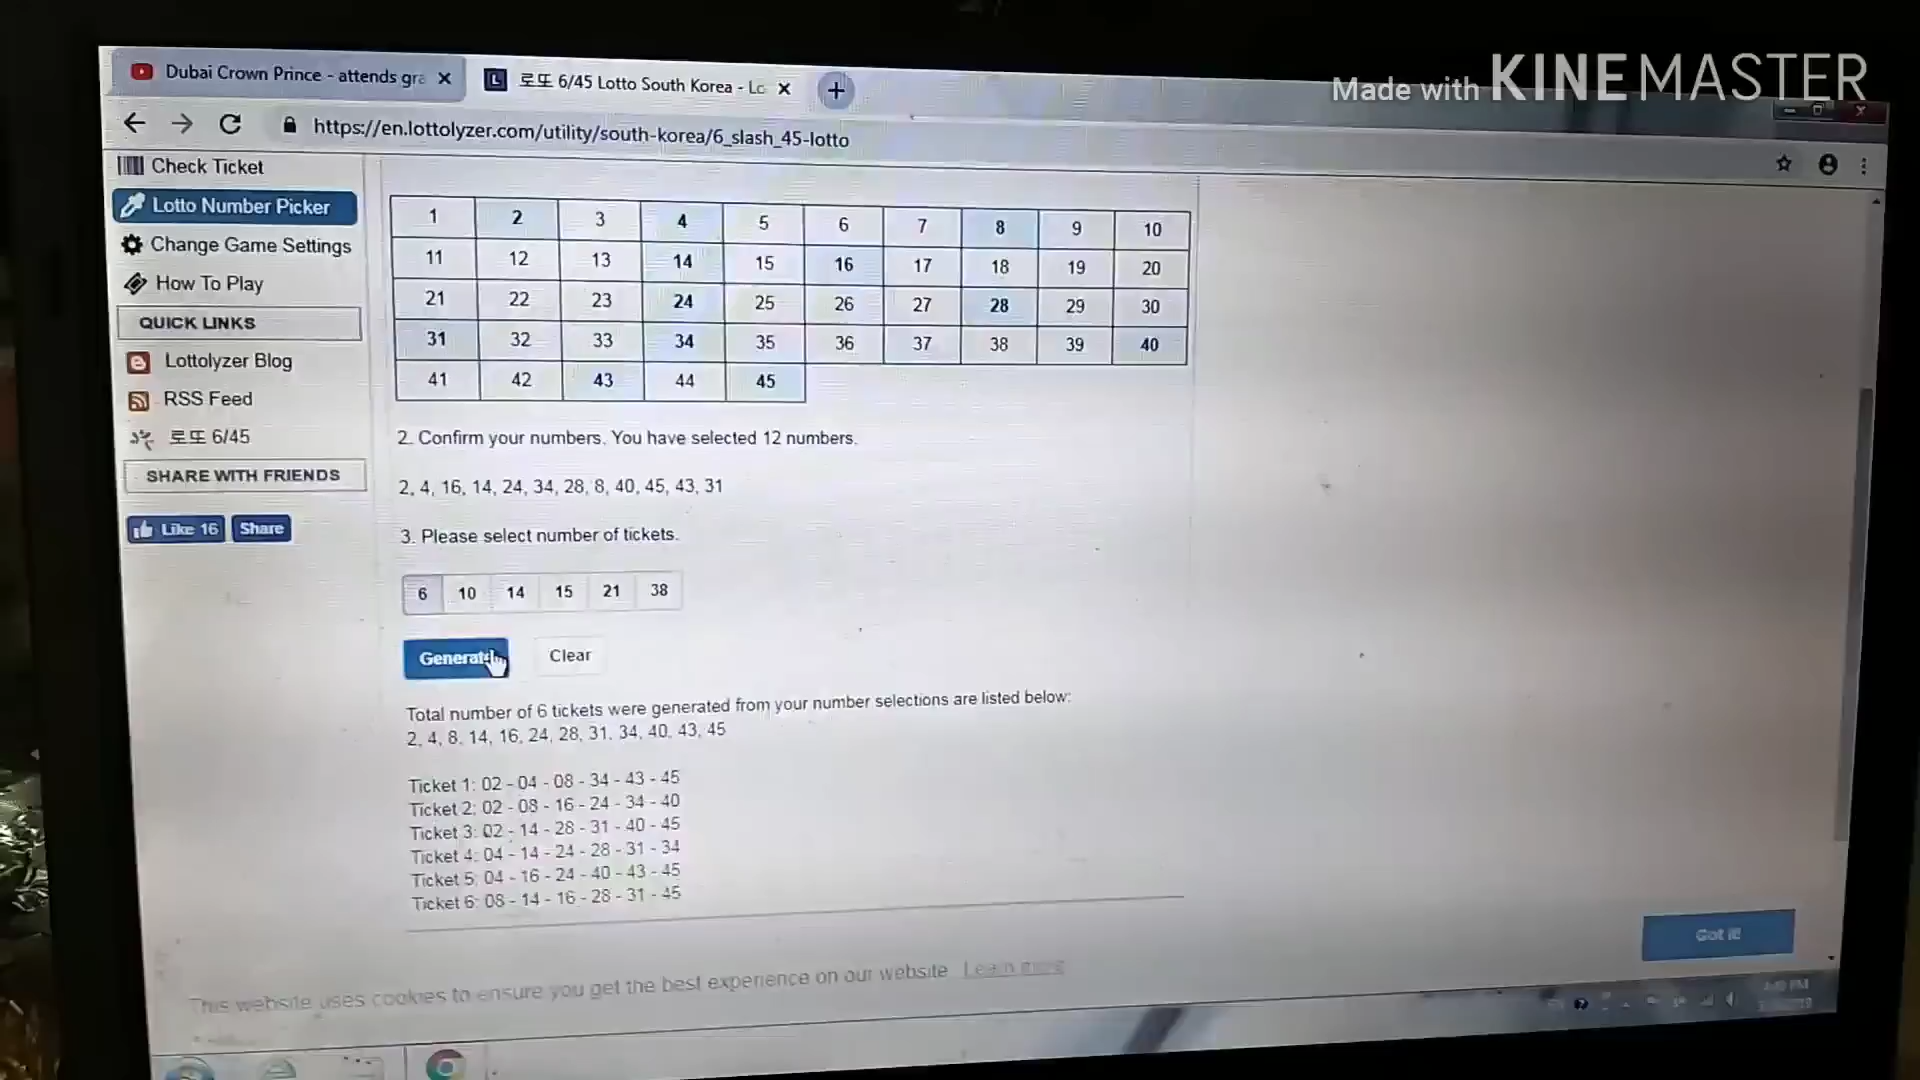 Made with KINEMASTER
Dubai Crown Prince - attends gra
로또 6/45 Lotto South Korea - Lo
https://en.lottolyzer.com/utility/south-korea/6_slash_45-lotto
Check Ticket
Lotto Number Picker
Change Game Settings
How To Play
QUICK LINKS
Lottolyzer Blog
RSS Feed
로또 6/45
SHARE WITH FRIENDS
Like 16 Share
1 2 3 4 5 6 7 8 9 10
11 12 13 14 15 16 17 18 19 20
21 22 23 24 25 26 27 28 29 30
31 32 33 34 35 36 37 38 39 40
41 42 43 44 45
2. Confirm your numbers. You have selected 12 numbers.
2, 4, 16, 14, 24, 34, 28, 8, 40, 45, 43, 31
3. Please select number of tickets.
6 10 14 15 21 38
Generate Clear
Total number of 6 tickets were generated from your number selections are listed below:
2, 4, 8, 14, 16, 24, 28, 31, 34, 40, 43, 45
Ticket 1: 02 - 04 - 08 - 34 - 43 - 45
Ticket 2: 02 - 08 - 16 - 24 - 34 - 40
Ticket 3: 02 - 14 - 28 - 31 - 40 - 45
Ticket 4: 04 - 14 - 24 - 28 - 31 - 34
Ticket 5: 04 - 16 - 24 - 40 - 43 - 45
Ticket 6: 08 - 14 - 16 - 28 - 31 - 45
This website uses cookies to ensure you get the best experience on our website Learn more
Got it!